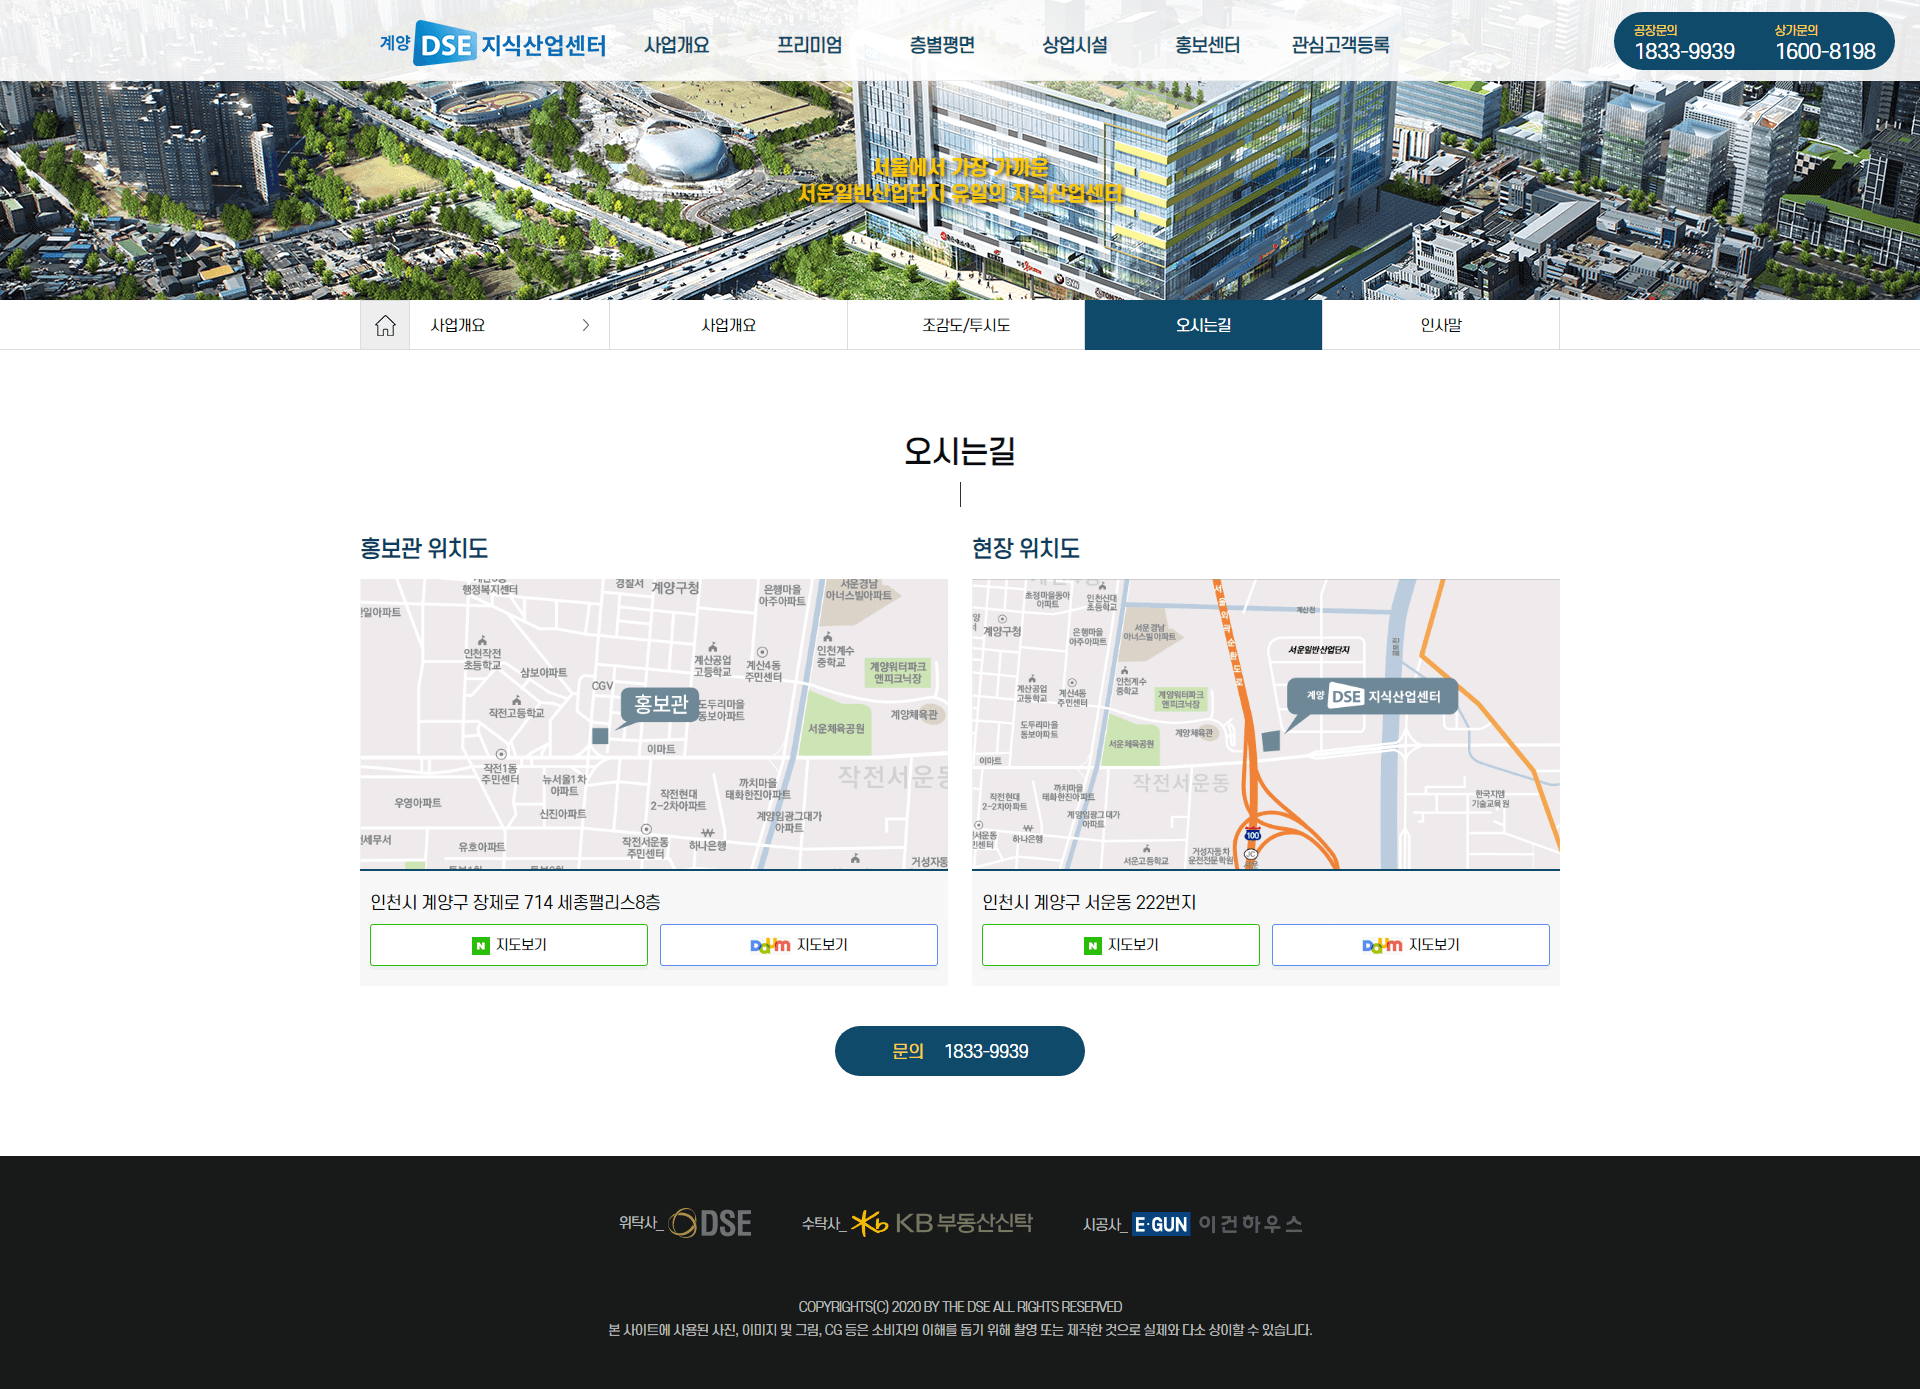 계양 DSE 지식산업센터
사업개요
프리미엄
층별평면
상업시설
홍보센터
관심고객등록
공장문의
1833-9939
상가문의
1600-8198
서울에서 가장 가까운
서운일반산업단지 유일의 지식산업센터
사업개요
사업개요
조감도/투시도
오시는길
인사말
오시는길
홍보관 위치도
행정복지센터
경찰서
계양구청
은행마을
아주아파트
서운경남
아너스빌아파트
인천작전
초등학교
삼보아파트
CGV
계산공업
고등학교
계산4동
주민센터
인천계수
중학교
계양워터파크
앤피크닉장
작전고등학교
홍보관
도두리마을
동보아파트
서운체육공원
계양체육관
이마트
작전1동
주민센터
뉴서울1차
아파트
까치마을
태화한진아파트
작전서운동
우영아파트
신진아파트
작전현대
2-2차아파트
계양임광그대가
아파트
세무서
유호아파트
작전서운동
주민센터
하나은행
거성자동
인천시 계양구 장제로 714 세종팰리스8층
N 지도보기
Daum 지도보기
현장 위치도
초정마을동아
아파트
인천신대
초등학교
서울외곽순환도로
계산천
계양구청
은행마을
아주아파트
서운경남
아너스빌아파트
서운일반산업단지
계산공업
고등학교
계산4동
주민센터
인천계수
중학교
계양워터파크
앤피크닉장
계양 DSE 지식산업센터
도두리마을
동보아파트
서운체육공원
계양체육관
이마트
작전서운동
작전현대
2-2차아파트
까치마을
태화한진아파트
계양임광그대가
아파트
한국지엠
기술교육원
하나은행
100
JC
서운고등학교
거성자동차
운전전문학원
인천시 계양구 서운동 222번지
N 지도보기
Daum 지도보기
문의 1833-9939
위탁사_ DSE
수탁사_ KB부동산신탁
시공사_ E·GUN 이건하우스
COPYRIGHTS(C) 2020 BY THE DSE ALL RIGHTS RESERVED
본 사이트에 사용된 사진, 이미지 및 그림, CG 등은 소비자의 이해를 돕기 위해 촬영 또는 제작한 것으로 실제와 다소 상이할 수 있습니다.